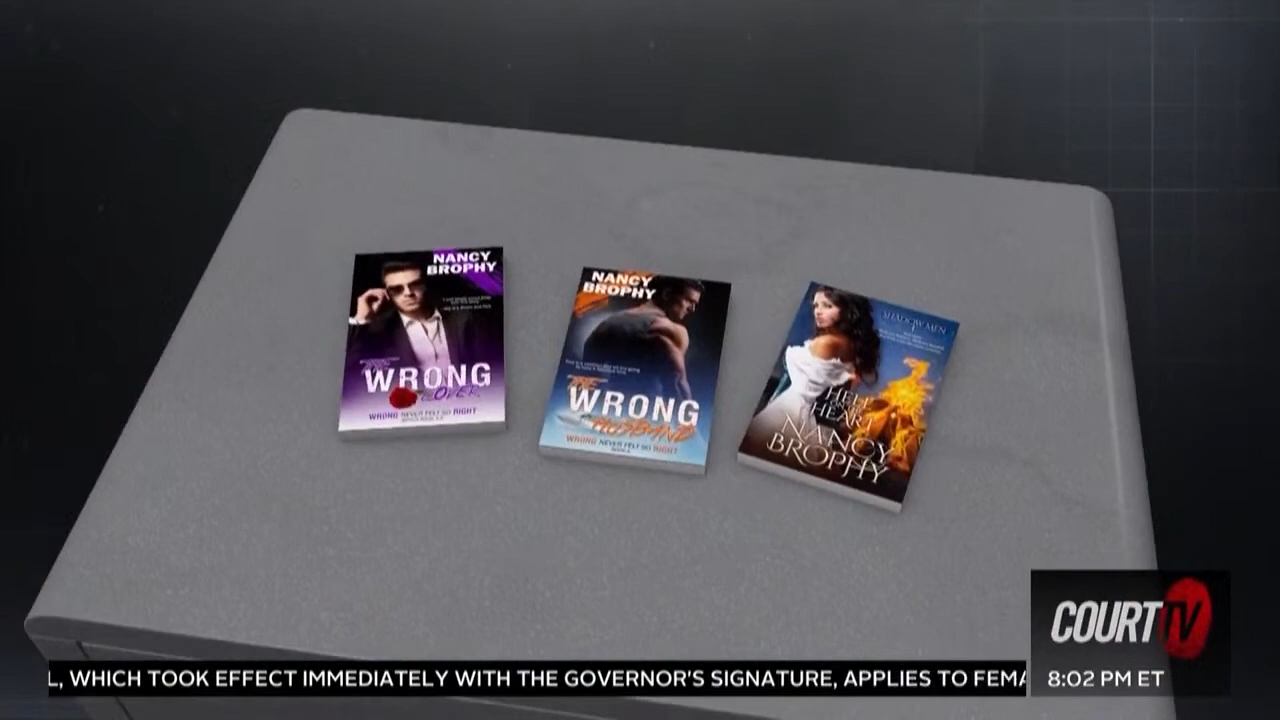 NANCY
BROPHY
THE
WRONG
LOVER
WRONG NEVER FELT SO RIGHT
NANCY
BROPHY
THE
WRONG
HUSBAND
WRONG NEVER FELT SO RIGHT
SHADOW MEN
HELL
HEART
NANCY
BROPHY
COURT TV
L, WHICH TOOK EFFECT IMMEDIATELY WITH THE GOVERNOR'S SIGNATURE, APPLIES TO FEMA
8:02 PM ET